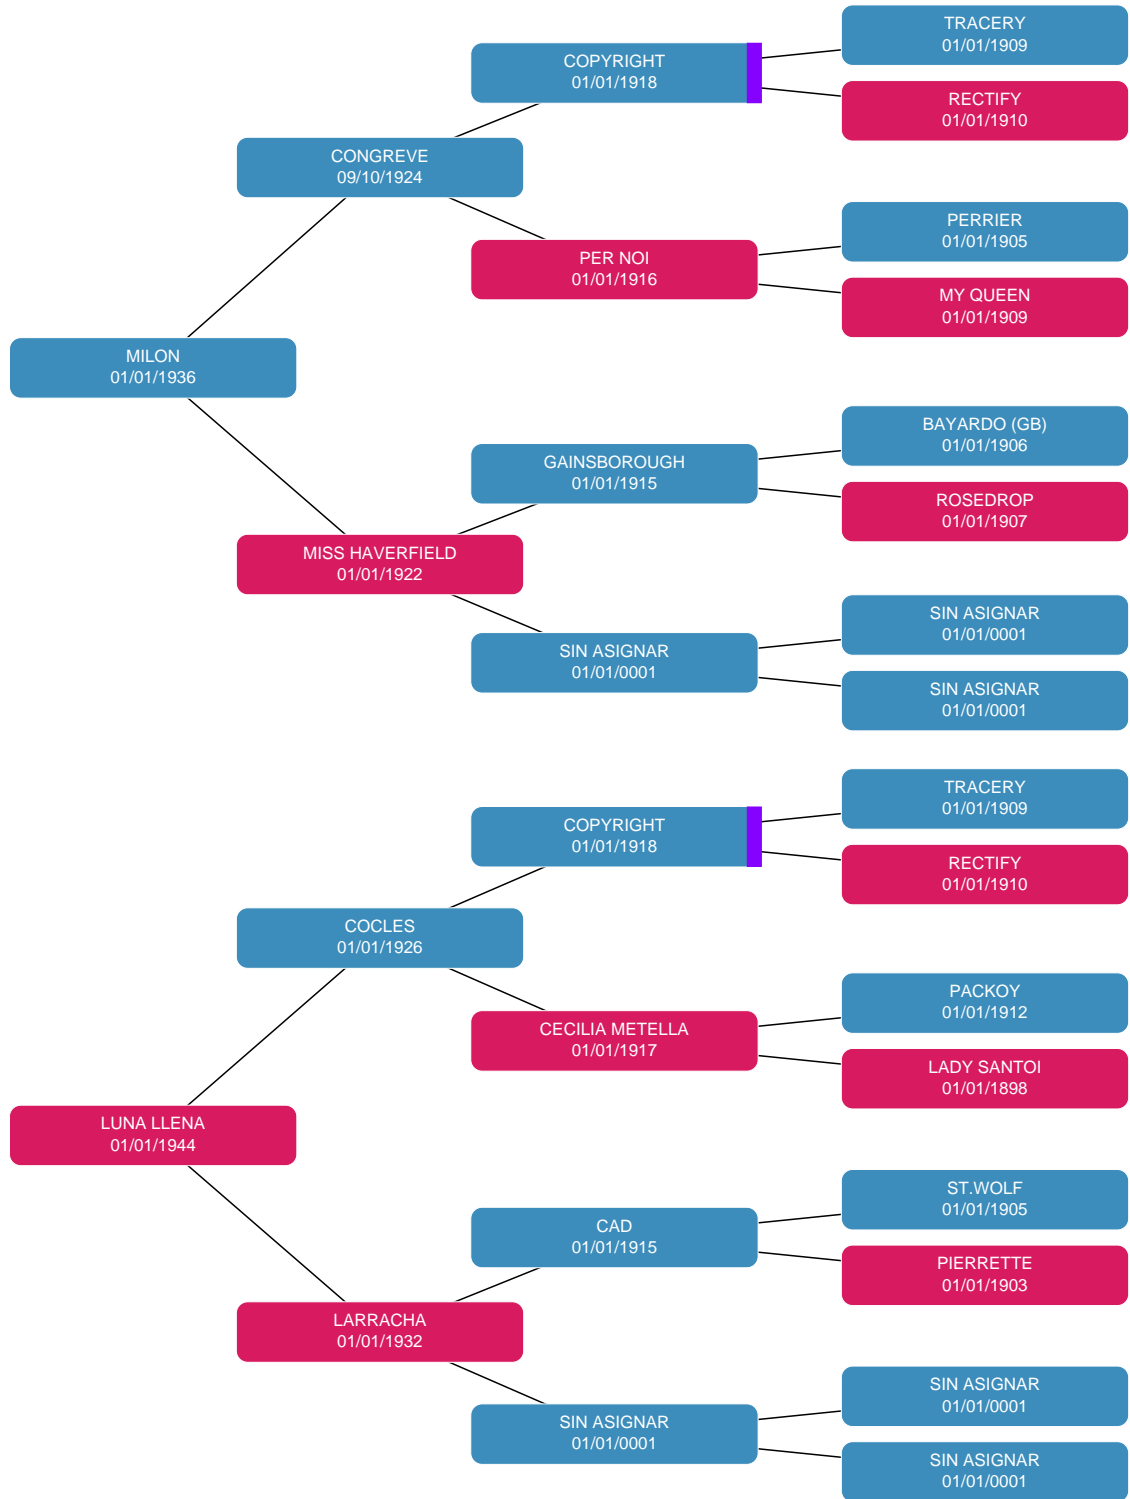 TRACERY
01/01/1909
COPYRIGHT
01/01/1918
RECTIFY
01/01/1910
CONGREVE
09/10/1924
PERRIER
01/01/1905
PER NOI
01/01/1916
MY QUEEN
01/01/1909
MILON
01/01/1936
BAYARDO (GB)
01/01/1906
GAINSBOROUGH
01/01/1915
ROSEDROP
01/01/1907
MISS HAVERFIELD
01/01/1922
SIN ASIGNAR
01/01/0001
SIN ASIGNAR
01/01/0001
SIN ASIGNAR
01/01/0001
TRACERY
01/01/1909
COPYRIGHT
01/01/1918
RECTIFY
01/01/1910
COCLES
01/01/1926
PACKOY
01/01/1912
CECILIA METELLA
01/01/1917
LADY SANTOI
01/01/1898
LUNA LLENA
01/01/1944
ST.WOLF
01/01/1905
CAD
01/01/1915
PIERRETTE
01/01/1903
LARRACHA
01/01/1932
SIN ASIGNAR
01/01/0001
SIN ASIGNAR
01/01/0001
SIN ASIGNAR
01/01/0001